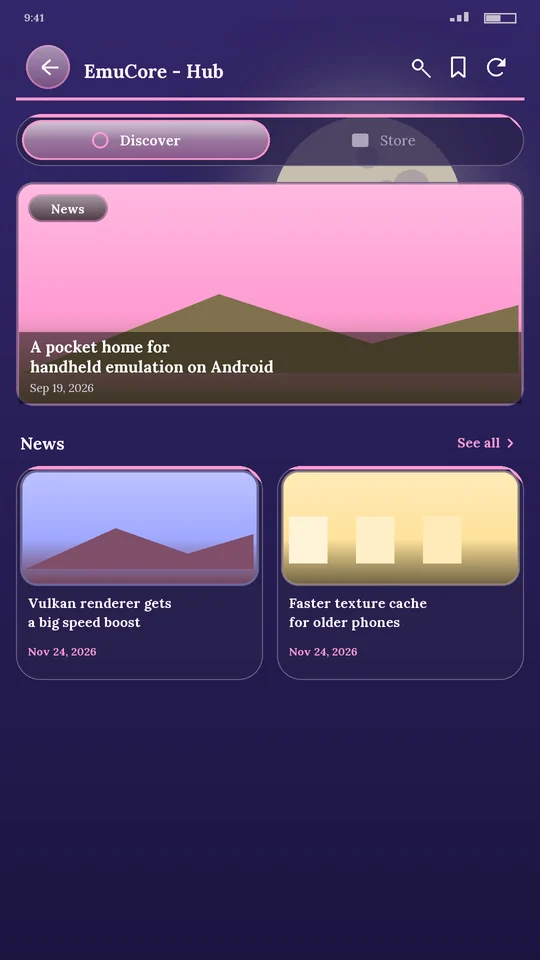 9:41
EmuCore - Hub
Discover
Store
News
A pocket home for
handheld emulation on Android
Sep 19, 2026
News
See all
Vulkan renderer gets
a big speed boost
Nov 24, 2026
Faster texture cache
for older phones
Nov 24, 2026